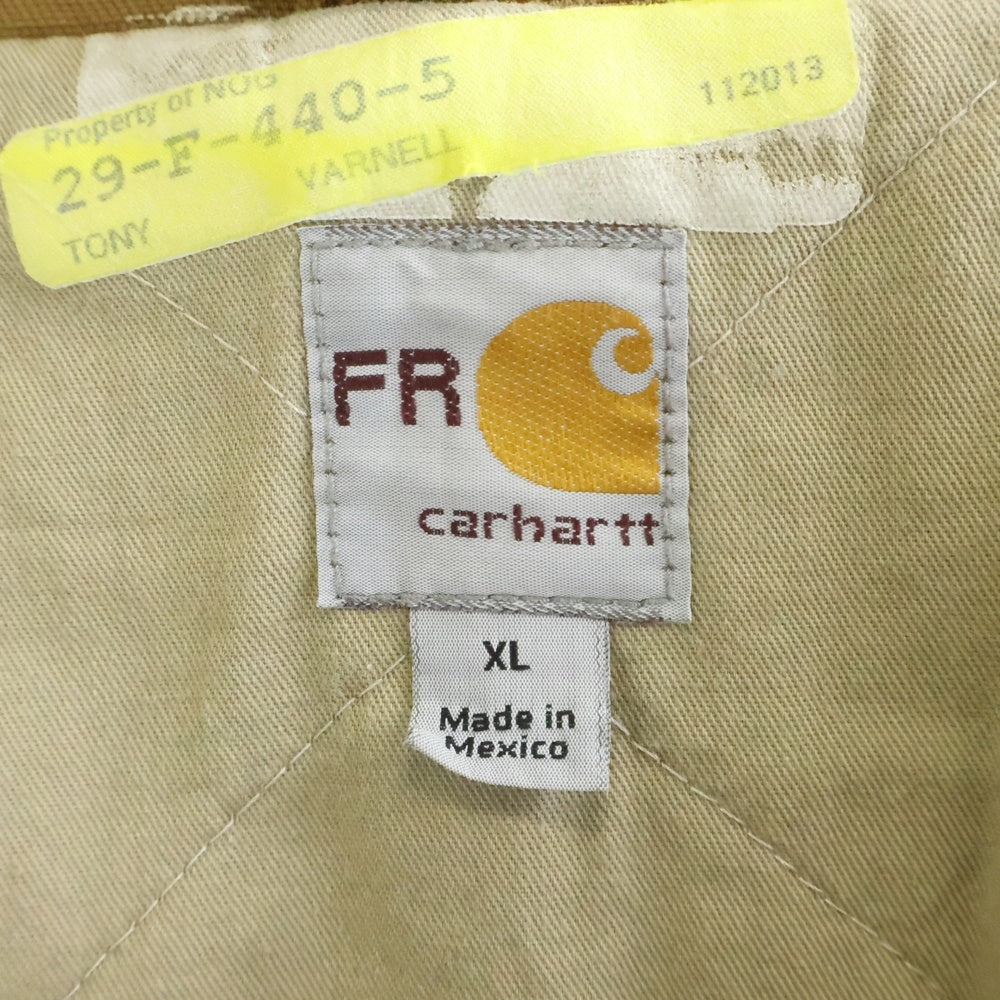 Property of NOG
29-F-440-5 112013
TONY VARNELL
FR
carhartt
XL
Made in
Mexico